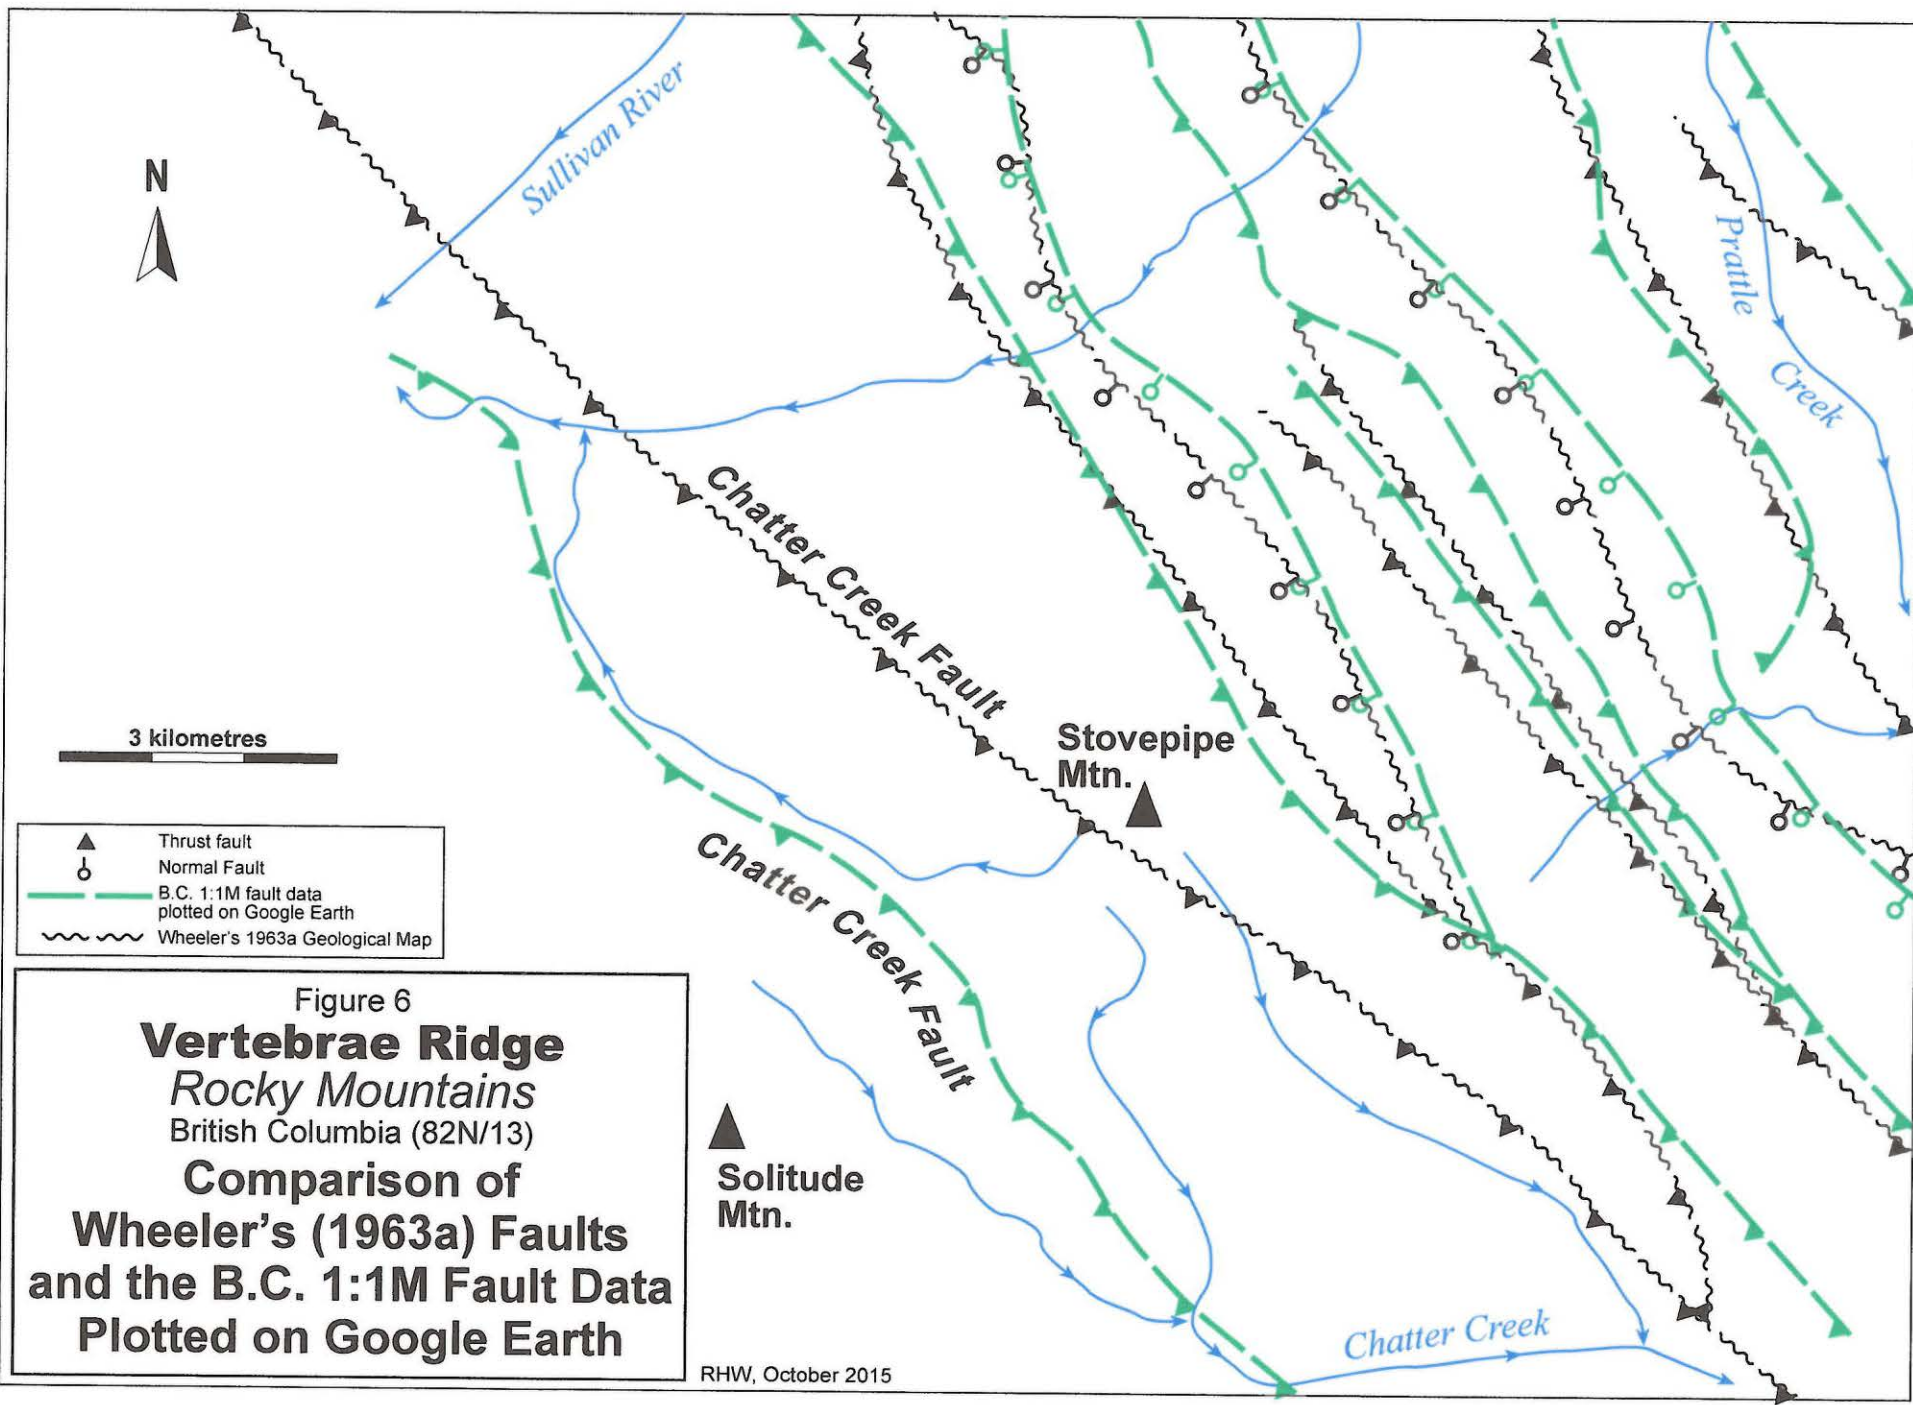 Sullivan River
N
Prattle
Creek
Chatter Creek Fault
3 kilometres
Stovepipe
Mtn.
Thrust fault
Normal Fault
B.C. 1:1M fault data
plotted on Google Earth
Wheeler's 1963a Geological Map
Chatter Creek Fault
Figure 6
Vertebrae Ridge
Rocky Mountains
British Columbia (82N/13)
Comparison of
Wheeler's (1963a) Faults
and the B.C. 1:1M Fault Data
Plotted on Google Earth
Solitude
Mtn.
Chatter Creek
RHW, October 2015